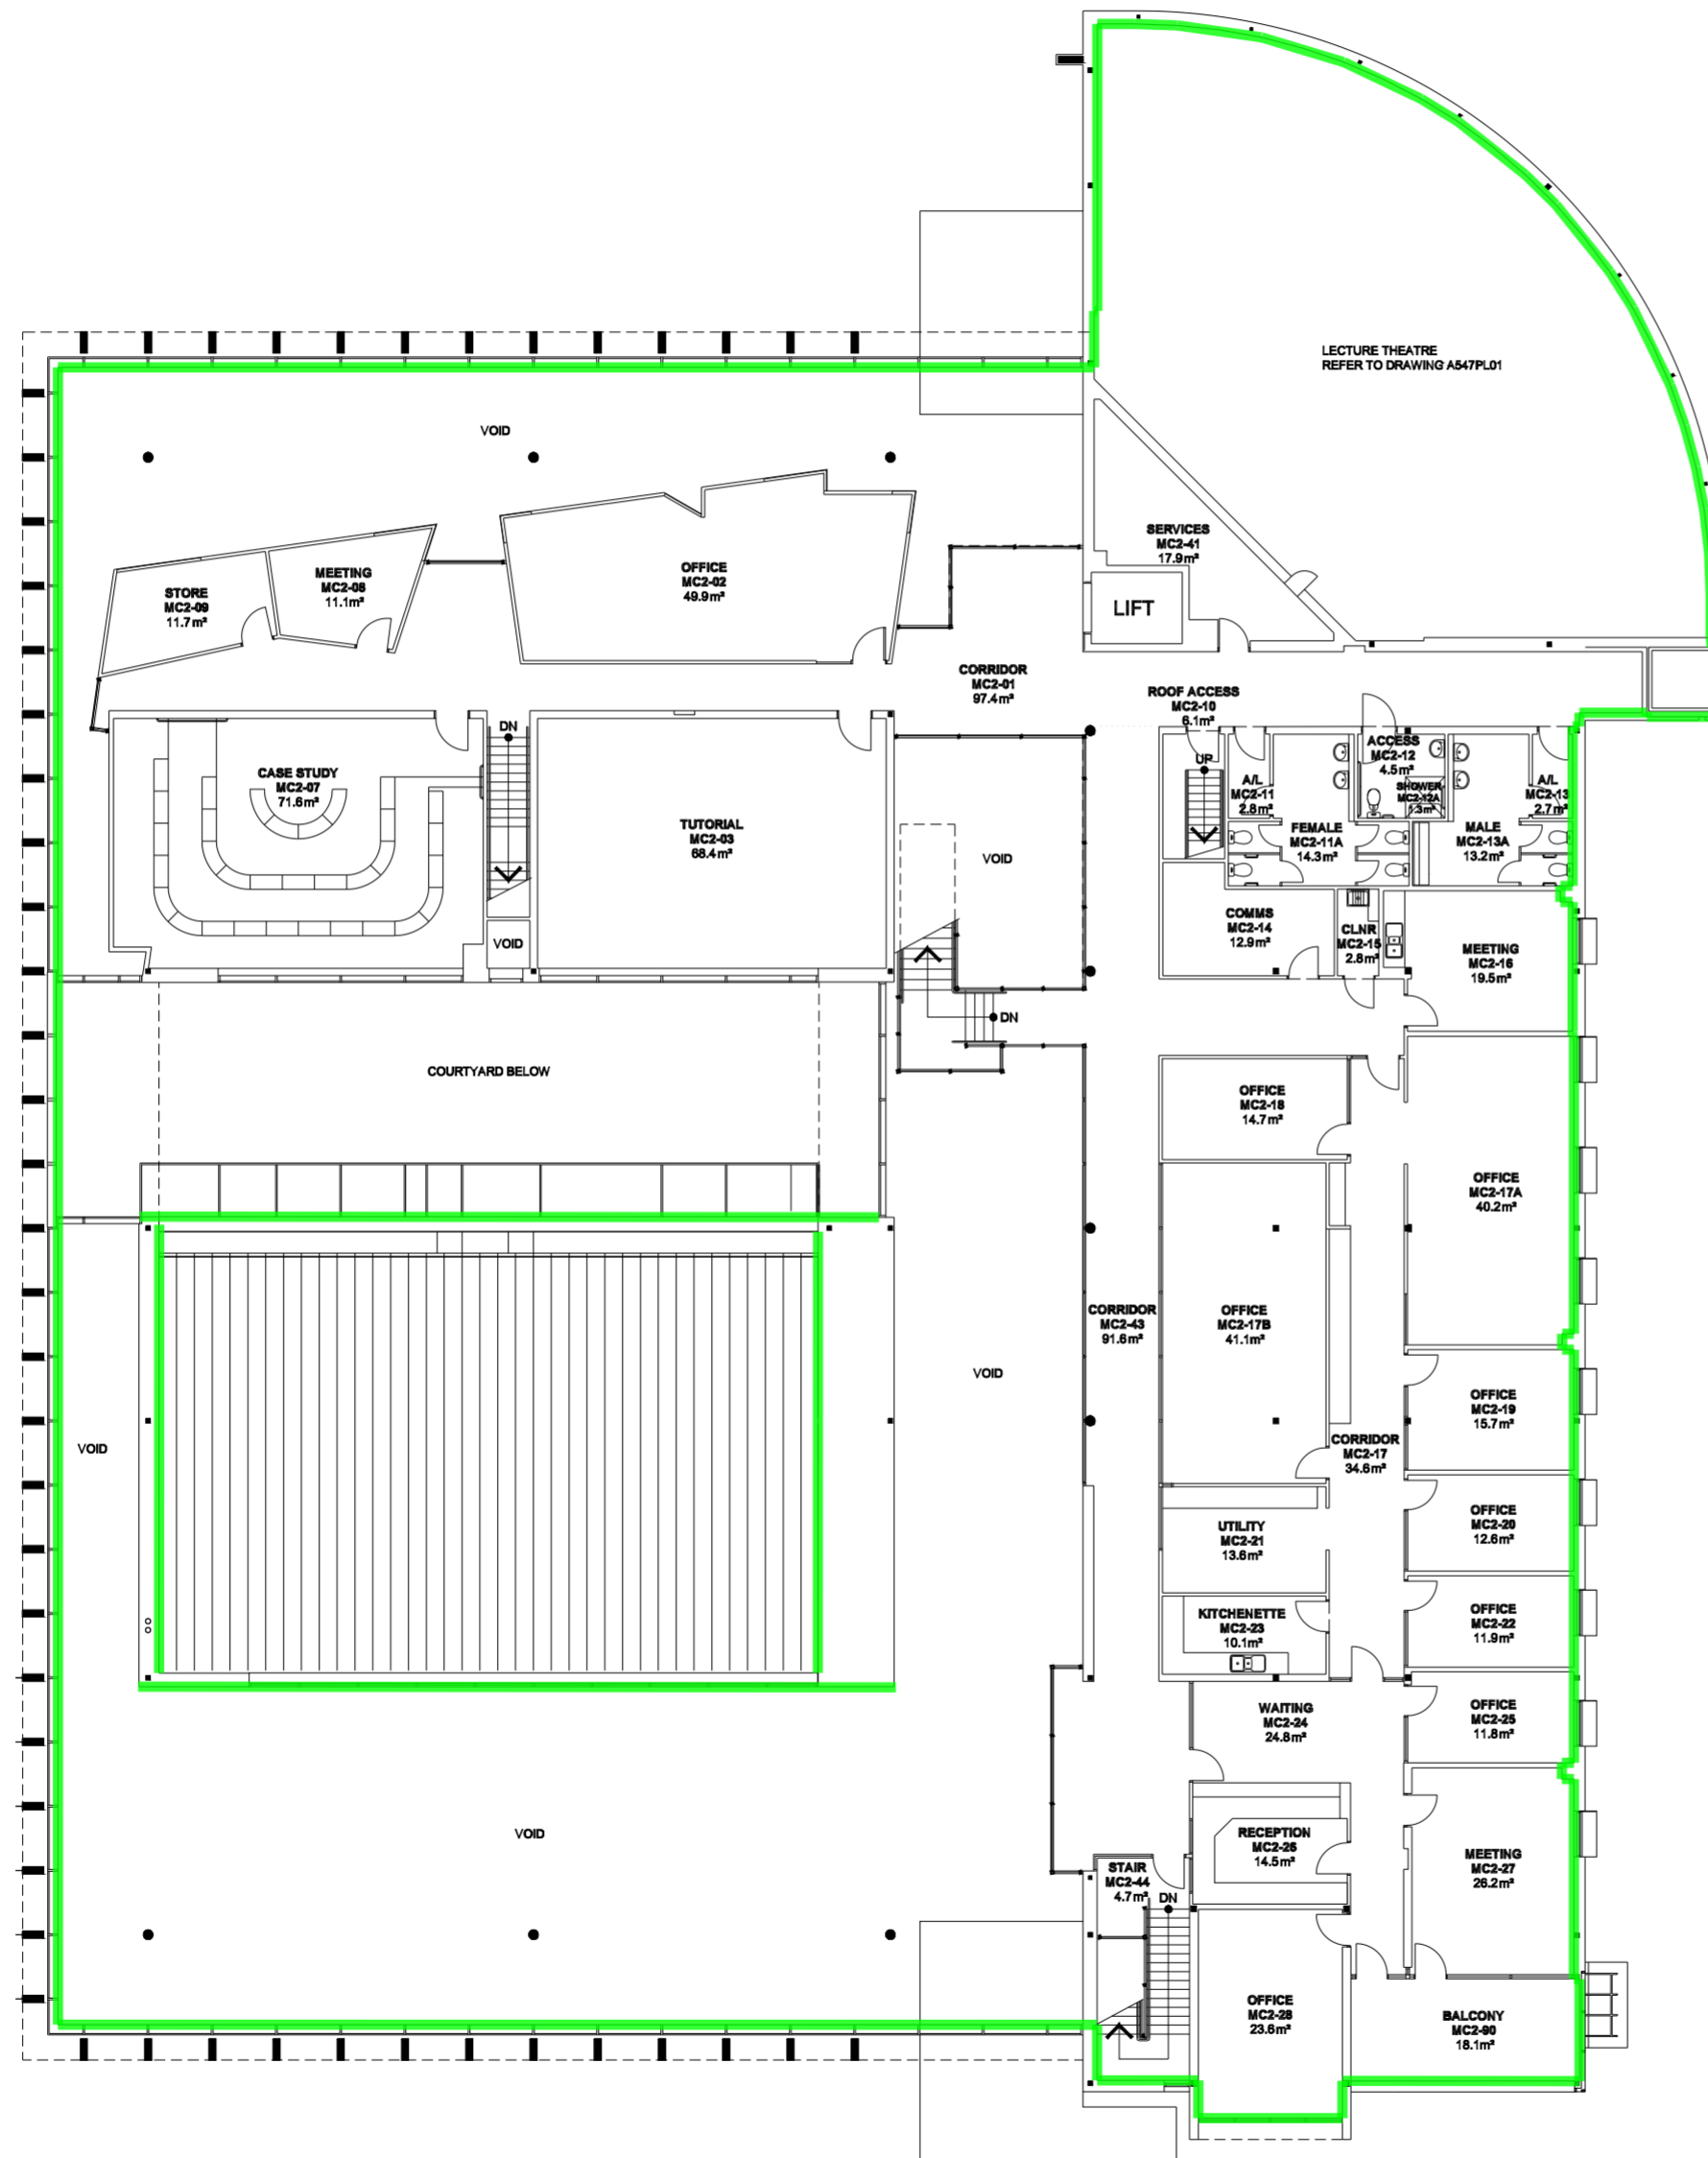 LECTURE THEATRE
REFER TO DRAWING A547PL01
VOID
SERVICES
MC2-41
17.9m²
OFFICE
MC2-02
49.9m²
MEETING
MC2-08
11.1m²
STORE
MC2-09
11.7m²
LIFT
CORRIDOR
MC2-01
97.4m²
ROOF ACCESS
MC2-10
6.1m²
DN
UP
CASE STUDY
MC2-07
71.6m²
TUTORIAL
MC2-03
68.4m²
VOID
VOID
A/L
MC2-11
2.8m²
ACCESS
MC2-12
4.5m²
SHOWER
MC2-12A
2.3m²
A/L
MC2-13
2.7m²
FEMALE
MC2-11A
14.3m²
MALE
MC2-13A
13.2m²
COMMS
MC2-14
12.9m²
CLNR
MC2-15
2.8m²
MEETING
MC2-16
19.5m²
DN
COURTYARD BELOW
OFFICE
MC2-18
14.7m²
OFFICE
MC2-17A
40.2m²
CORRIDOR
MC2-43
91.6m²
OFFICE
MC2-17B
41.1m²
VOID
OFFICE
MC2-19
15.7m²
VOID
CORRIDOR
MC2-17
34.6m²
OFFICE
MC2-20
12.6m²
UTILITY
MC2-21
13.6m²
OFFICE
MC2-22
11.9m²
KITCHENETTE
MC2-23
10.1m²
WAITING
MC2-24
24.8m²
OFFICE
MC2-25
11.8m²
VOID
RECEPTION
MC2-26
14.5m²
MEETING
MC2-27
26.2m²
STAIR
MC2-44
4.7m²
DN
OFFICE
MC2-28
23.6m²
BALCONY
MC2-90
18.1m²